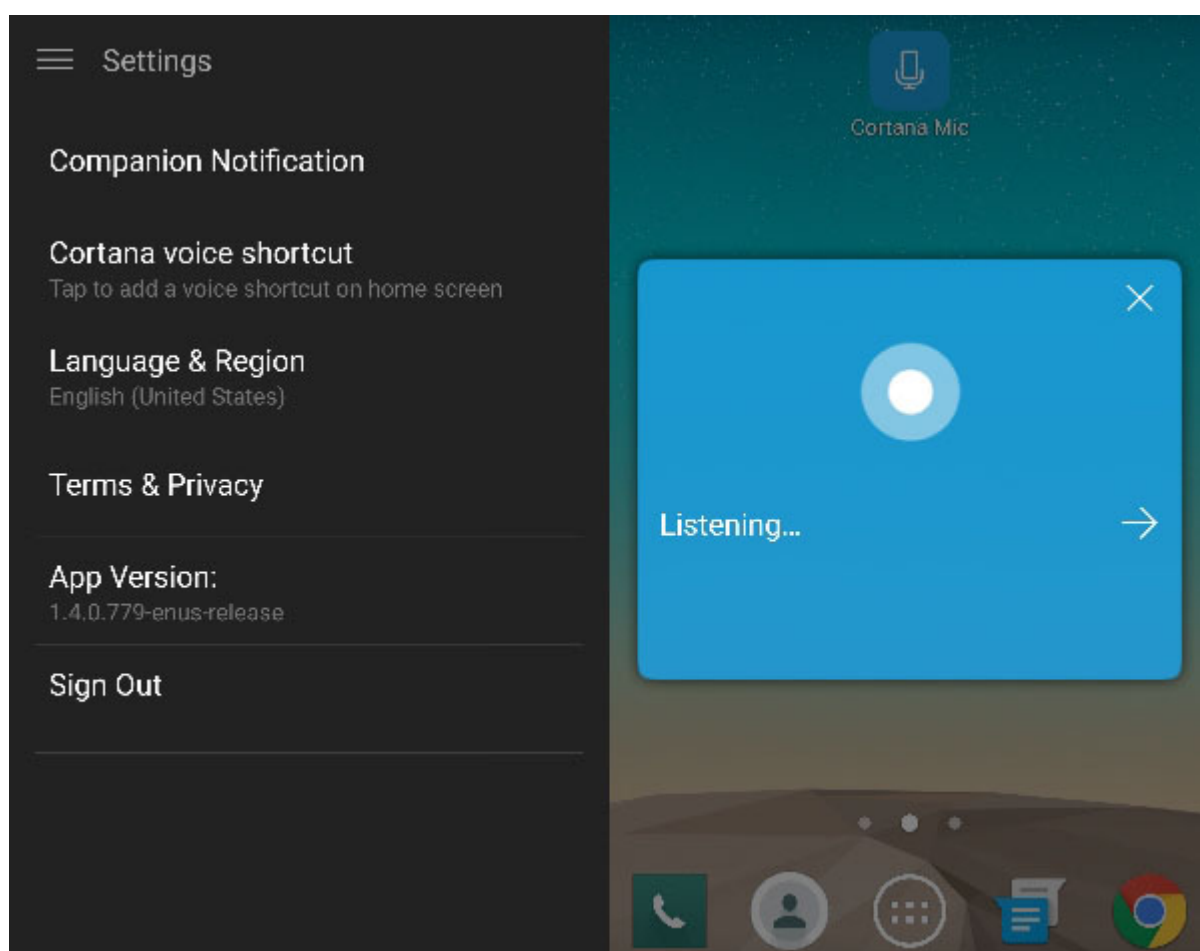 Settings
Companion Notification
Cortana voice shortcut
Tap to add a voice shortcut on home screen
Language & Region
English (United States)
Terms & Privacy
App Version:
1.4.0.779-enus-release
Sign Out
Cortana Mic
Listening...